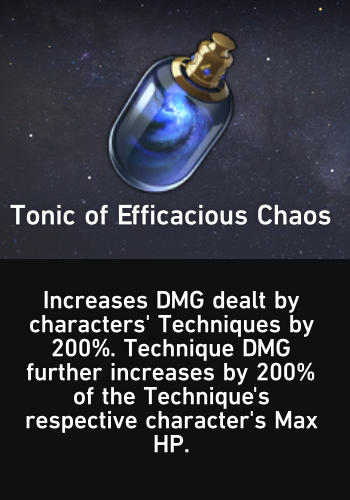 Tonic of Efficacious Chaos
Increases DMG dealt by
characters' Techniques by
200%. Technique DMG
further increases by 200%
of the Technique's
respective character's Max
HP.